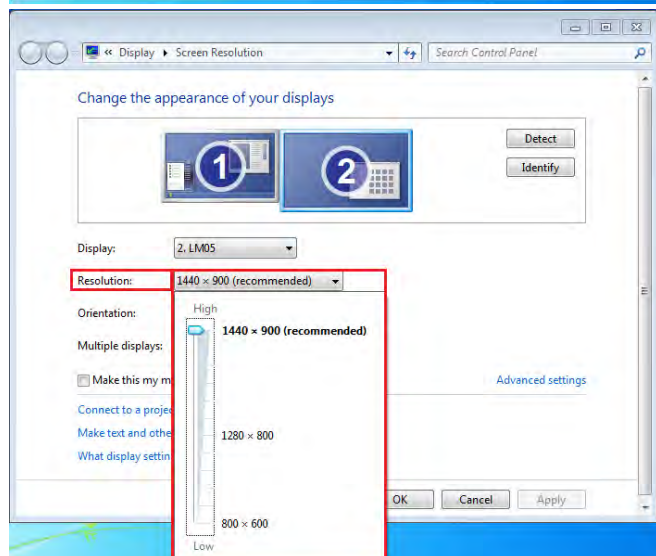 « Display ▸ Screen Resolution
Search Control Panel
Change the appearance of your displays
1
2
Detect
Identify
Display:
2. LM05
Resolution:
1440 × 900 (recommended)
Orientation:
High
1440 × 900 (recommended)
Multiple displays:
Make this my m
Advanced settings
Connect to a proje
Make text and othe
1280 × 800
What display settin
OK
Cancel
Apply
800 × 600
Low